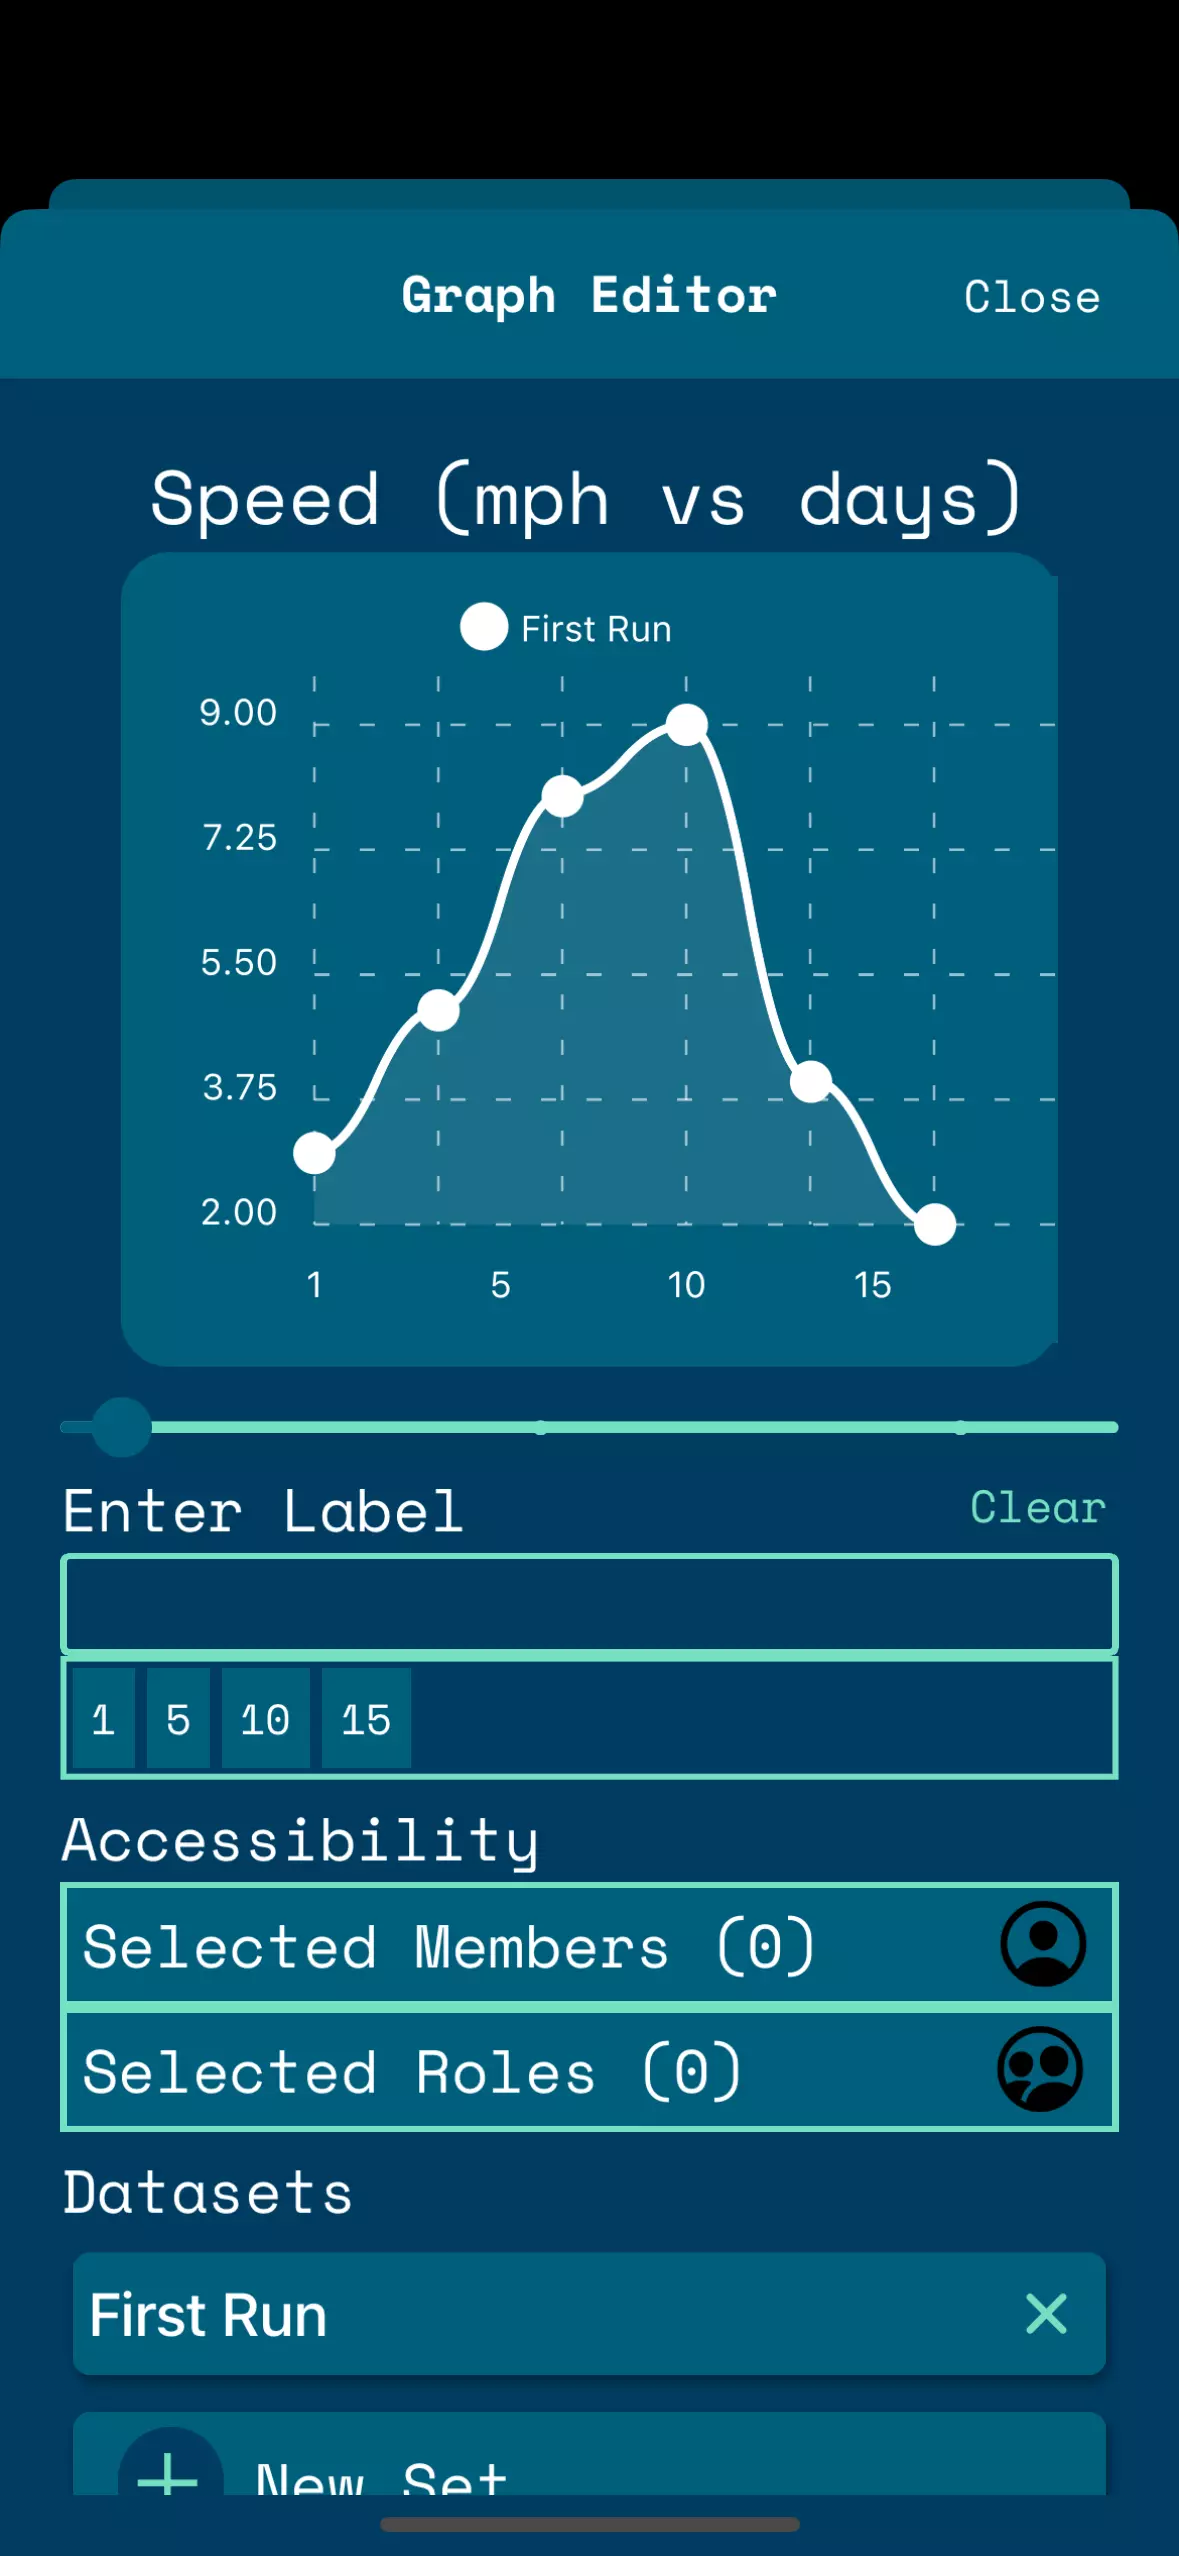 Graph Editor
Close
Speed (mph vs days)
First Run
9.00
7.25
5.50
3.75
2.00
1 5 10 15
Enter Label
Clear
1 5 10 15
Accessibility
Selected Members (0)
Selected Roles (0)
Datasets
First Run
New Set